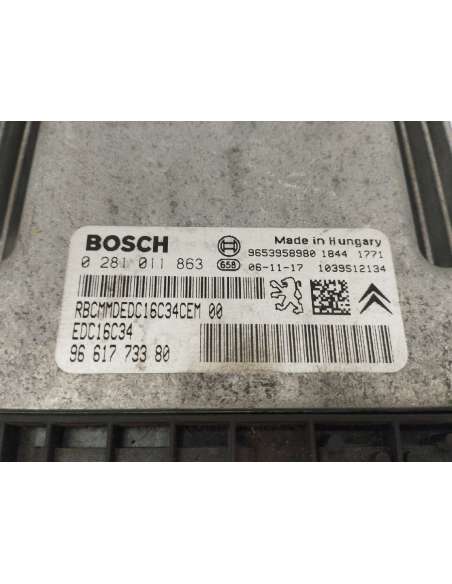 BOSCH
Made in Hungary
9653958980 1844 1771
0 281 011 863
658
06-11-17 1039S12134
RBCMMDEDC16C34CEM 00
EDC16C34
96 617 733 80